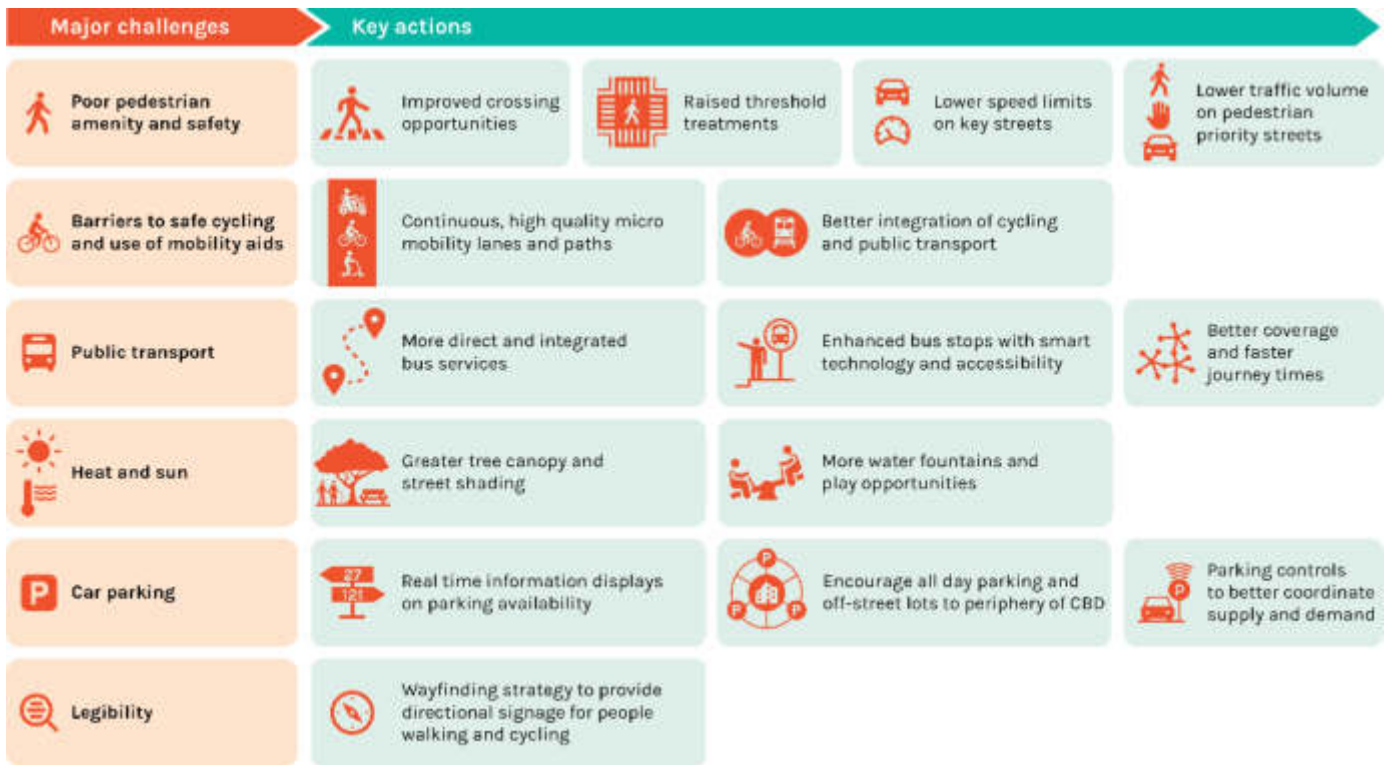 Major challenges
Key actions
Poor pedestrian
amenity and safety
Improved crossing
opportunities
Raised threshold
treatments
Lower speed limits
on key streets
Lower traffic volume
on pedestrian
priority streets
Barriers to safe cycling
and use of mobility aids
Continuous, high quality micro
mobility lanes and paths
Better integration of cycling
and public transport
Public transport
More direct and integrated
bus services
Enhanced bus stops with smart
technology and accessibility
Better coverage
and faster
journey times
Heat and sun
Greater tree canopy and
street shading
More water fountains and
play opportunities
P
Car parking
27
121
Real time information displays
on parking availability
P
P
P
Encourage all day parking and
off-street lots to periphery of CBD
P
Parking controls
to better coordinate
supply and demand
Legibility
Wayfinding strategy to provide
directional signage for people
walking and cycling